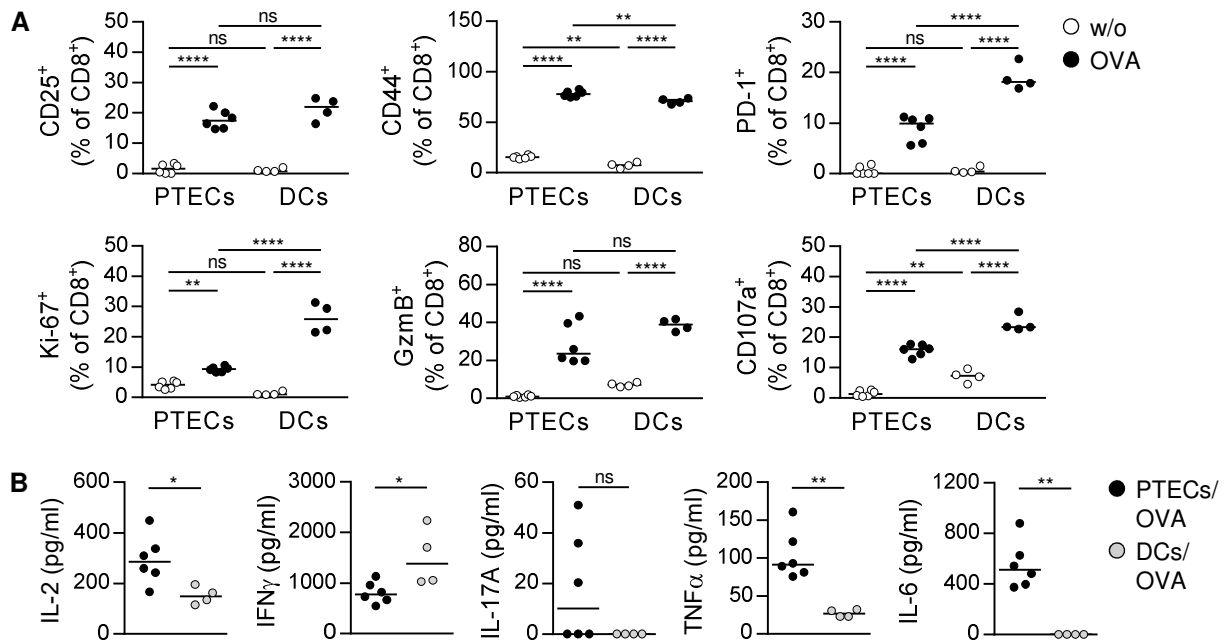 A
CD25⁺
(% of CD8⁺)
50
40
30
20
10
0
ns
ns
****
****
PTECs
DCs
CD44⁺
(% of CD8⁺)
150
100
50
0
**
**
****
****
PTECs
DCs
PD-1⁺
(% of CD8⁺)
30
20
10
0
****
ns
****
****
PTECs
DCs
w/o
OVA
Ki-67⁺
(% of CD8⁺)
50
40
30
20
10
0
****
ns
****
**
PTECs
DCs
GzmB⁺
(% of CD8⁺)
80
60
40
20
0
ns
ns
****
****
PTECs
DCs
CD107a⁺
(% of CD8⁺)
50
40
30
20
10
0
****
**
****
****
PTECs
DCs
B
IL-2 (pg/ml)
600
400
200
0
*
IFNγ (pg/ml)
3000
2000
1000
0
*
IL-17A (pg/ml)
60
40
20
0
ns
TNFα (pg/ml)
200
150
100
50
0
**
IL-6 (pg/ml)
1200
800
400
0
**
PTECs/
OVA
DCs/
OVA